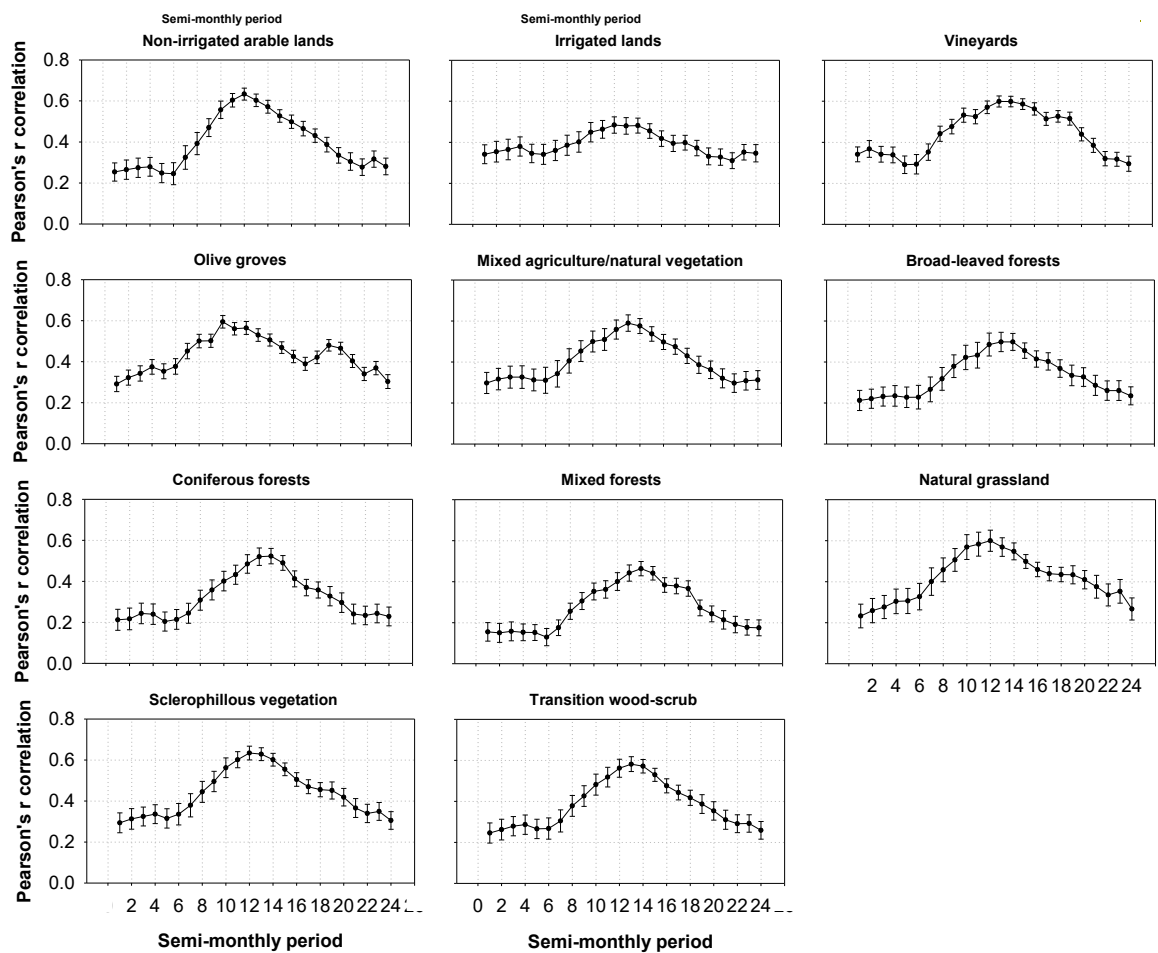 Semi-monthly period Semi-monthly period
Non-irrigated arable lands Irrigated lands Vineyards
Pearson's r correlation
0.8
0.6
0.4
0.2
0.0
Olive groves Mixed agriculture/natural vegetation Broad-leaved forests
Pearson's r correlation
0.8
0.6
0.4
0.2
0.0
Coniferous forests Mixed forests Natural grassland
Pearson's r correlation
0.8
0.6
0.4
0.2
0.0
2 4 6 8 10 12 14 16 18 20 22 24
Sclerophillous vegetation Transition wood-scrub
Pearson's r correlation
0.8
0.6
0.4
0.2
0.0
2 4 6 8 10 12 14 16 18 20 22 24 0 2 4 6 8 10 12 14 16 18 20 22 24
Semi-monthly period Semi-monthly period